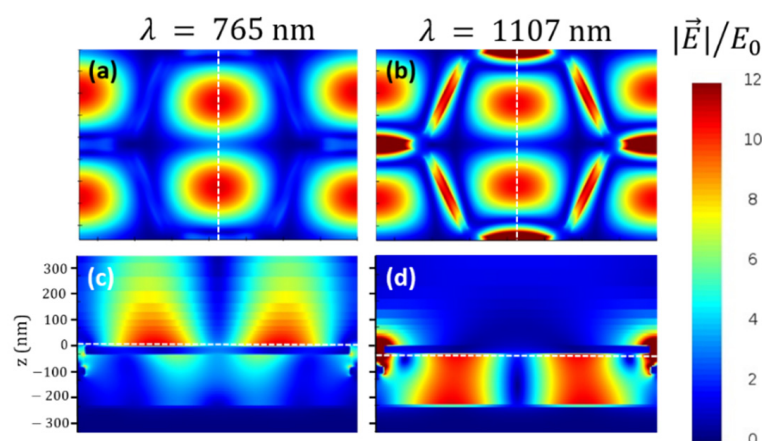 λ = 765 nm
λ = 1107 nm
|E⃗|/E₀
(a)
(b)
12
10
8
6
4
2
0
(c)
(d)
300
200
100
0
−100
−200
−300
z (nm)